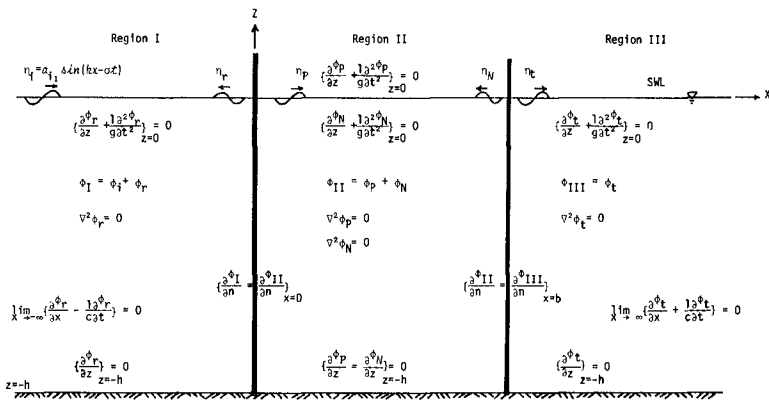 Z
Region I Region II Region III
η_i = a_{i_1} sin(kx-σt) η_r η_P {∂Φ_P/∂z + 1∂²Φ_P/g∂t²}_{z=0} = 0 η_N η_t SWL
X
{∂Φ_r/∂z + 1∂²Φ_r/g∂t²}_{z=0} = 0 {∂Φ_N/∂z + 1∂²Φ_N/g∂t²}_{z=0} = 0 {∂Φ_t/∂z + 1∂²Φ_t/g∂t²}_{z=0} = 0
Φ_I = Φ_i + Φ_r Φ_II = Φ_P + Φ_N Φ_III = Φ_t
∇²Φ_r = 0 ∇²Φ_P = 0 ∇²Φ_t = 0
∇²Φ_N = 0
{∂Φ_I/∂n = ∂Φ_II/∂n}_{x=0} {∂Φ_II/∂n = ∂Φ_III/∂n}_{x=b}
lim_{x→-∞} {∂Φ_r/∂x - 1∂Φ_r/c∂t} = 0 lim_{x→∞} {∂Φ_t/∂x + 1∂Φ_t/c∂t} = 0
{∂Φ_r/∂z}_{z=-h} = 0 {∂Φ_P/∂z = ∂Φ_N/∂z}_{z=-h} = 0 {∂Φ_t/∂z}_{z=-h} = 0
z=-h